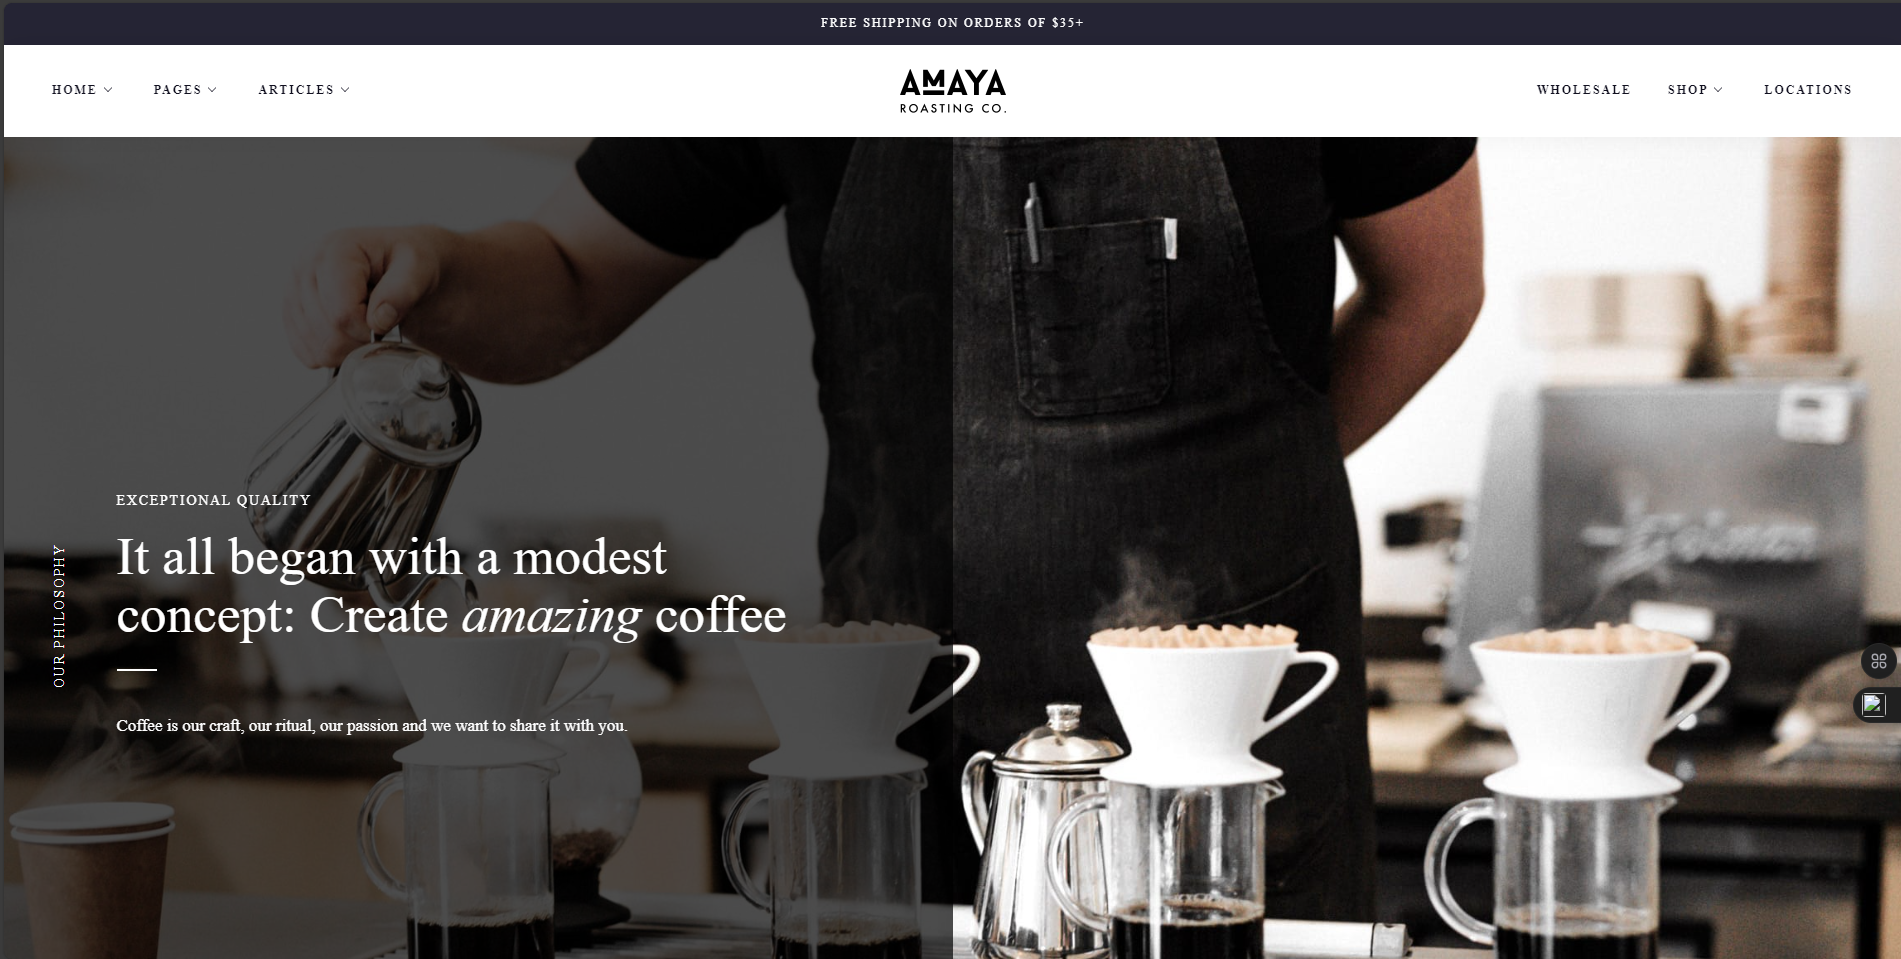 FREE SHIPPING ON ORDERS OF $35+
HOME
PAGES
ARTICLES
AMAYA
ROASTING CO.
WHOLESALE
SHOP
LOCATIONS
OUR PHILOSOPHY
EXCEPTIONAL QUALITY
It all began with a modest
concept: Create amazing coffee
Coffee is our craft, our ritual, our passion and we want to share it with you.